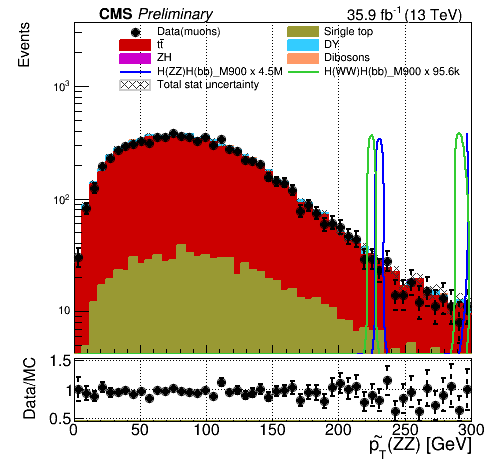 CMS Preliminary 35.9 fb⁻¹ (13 TeV)
Events
Data(muons) Single top
tt̄ DY
ZH Dibosons
H(ZZ)H(bb)_M900 x 4.5M H(WW)H(bb)_M900 x 95.6k
Total stat uncertainty
10³
10²
10
1.5
1
0.5
Data/MC
0 50 100 150 200 250 300
p̃_T(ZZ) [GeV]